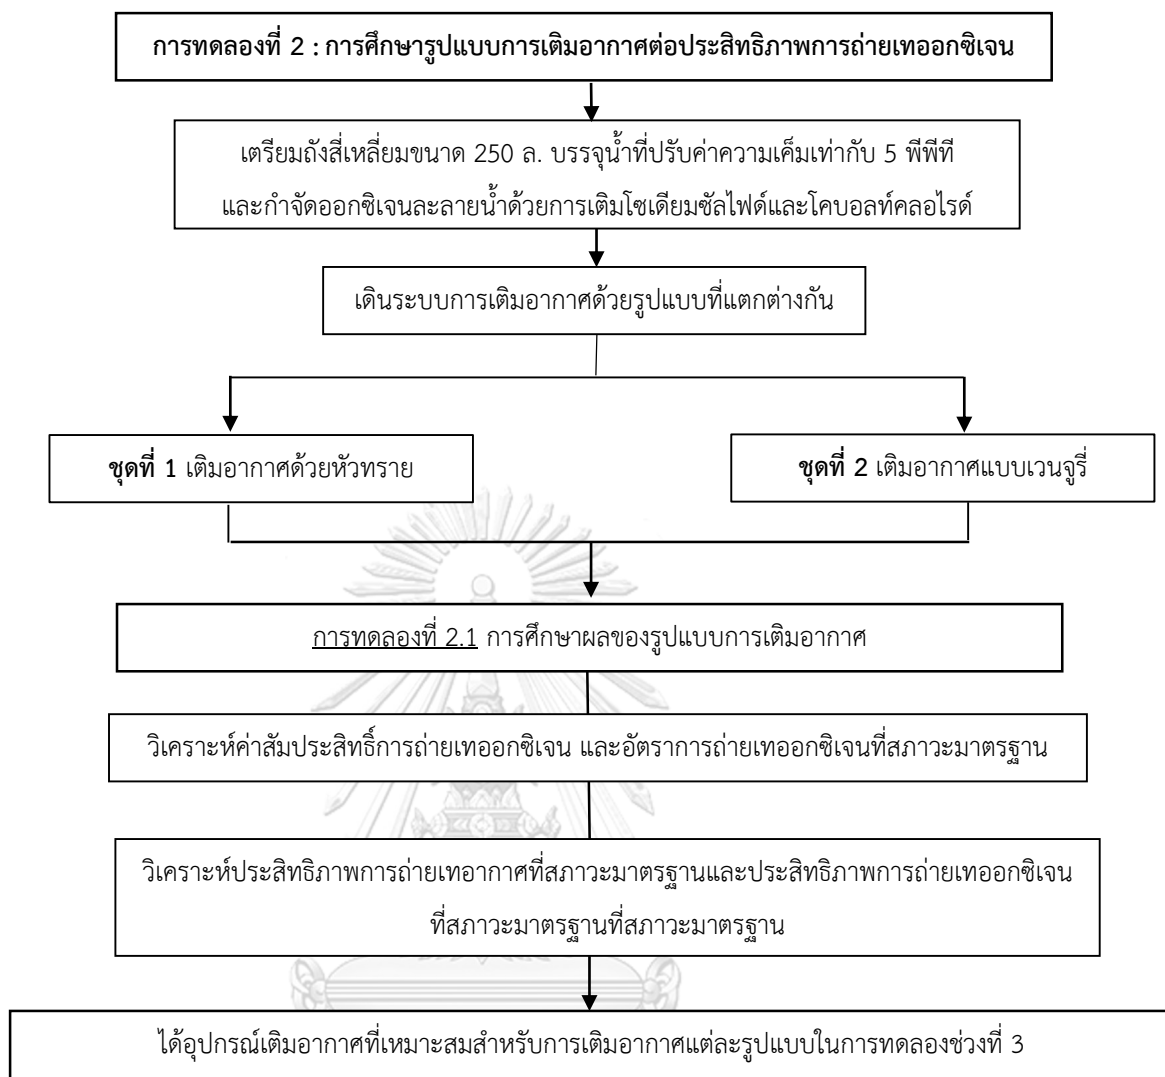 การทดลองที่ 2 : การศึกษารูปแบบการเติมอากาศต่อประสิทธิภาพการถ่ายเทออกซิเจน
เตรียมถังสี่เหลี่ยมขนาด 250 ล. บรรจุน้ำที่ปรับค่าความเค็มเท่ากับ 5 พีพีที
และกำจัดออกซิเจนละลายน้ำด้วยการเติมโซเดียมซัลไฟด์และโคบอลท์คลอไรด์
เดินระบบการเติมอากาศด้วยรูปแบบที่แตกต่างกัน
ชุดที่ 1 เติมอากาศด้วยหัวทราย
ชุดที่ 2 เติมอากาศแบบเวนจูรี่
การทดลองที่ 2.1 การศึกษาผลของรูปแบบการเติมอากาศ
วิเคราะห์ค่าสัมประสิทธิ์การถ่ายเทออกซิเจน และอัตราการถ่ายเทออกซิเจนที่สภาวะมาตรฐาน
วิเคราะห์ประสิทธิภาพการถ่ายเทอากาศที่สภาวะมาตรฐานและประสิทธิภาพการถ่ายเทออกซิเจน
ที่สภาวะมาตรฐานที่สภาวะมาตรฐาน
ได้อุปกรณ์เติมอากาศที่เหมาะสมสำหรับการเติมอากาศแต่ละรูปแบบในการทดลองช่วงที่ 3